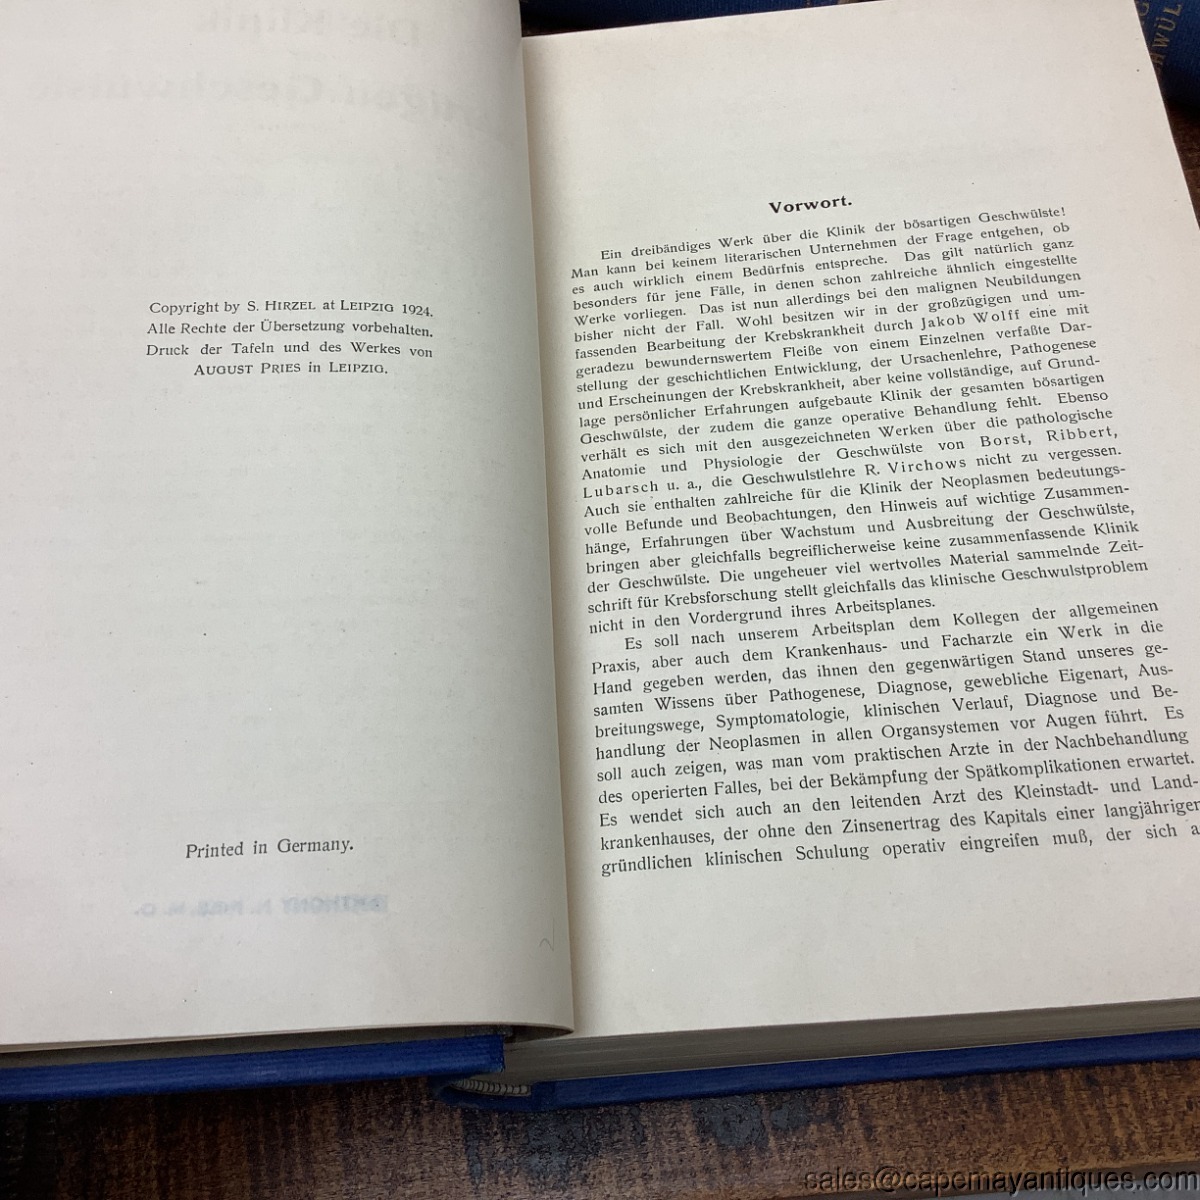 Copyright by S. HIRZEL at LEIPZIG 1924.
Alle Rechte der Übersetzung vorbehalten.
Druck der Tafeln und des Werkes von
AUGUST PRIES in LEIPZIG.
Printed in Germany.
Vorwort.
Ein dreibändiges Werk über die Klinik der bösartigen Geschwülste!
Man kann bei keinem literarischen Unternehmen der Frage entgehen, ob
es auch wirklich einem Bedürfnis entspreche. Das gilt natürlich ganz
besonders für jene Fälle, in denen schon zahlreiche ähnlich eingestellte
Werke vorliegen. Das ist nun allerdings bei den malignen Neubildungen
bisher nicht der Fall. Wohl besitzen wir in der großzügigen und um-
fassenden Bearbeitung der Krebskrankheit durch Jakob Wolff eine mit
geradezu bewundernswertem Fleiße von einem Einzelnen verfaßte Dar-
stellung der geschichtlichen Entwicklung, der Ursachenlehre, Pathogenese
und Erscheinungen der Krebskrankheit, aber keine vollständige, auf Grund-
lage persönlicher Erfahrungen aufgebaute Klinik der gesamten bösartigen
Geschwülste, der zudem die ganze operative Behandlung fehlt. Ebenso
verhält es sich mit den ausgezeichneten Werken über die pathologische
Anatomie und Physiologie der Geschwülste von Borst, Ribbert,
Lubarsch u. a., die Geschwulstlehre R. Virchows nicht zu vergessen.
Auch sie enthalten zahlreiche für die Klinik der Neoplasmen bedeutungs-
volle Befunde und Beobachtungen, den Hinweis auf wichtige Zusammen-
hänge, Erfahrungen über Wachstum und Ausbreitung der Geschwülste,
bringen aber gleichfalls begreiflicherweise keine zusammenfassende Klinik
der Geschwülste. Die ungeheuer viel wertvolles Material sammelnde Zeit-
schrift für Krebsforschung stellt gleichfalls das klinische Geschwulstproblem
nicht in den Vordergrund ihres Arbeitsplanes.
Es soll nach unserem Arbeitsplan dem Kollegen der allgemeinen
Praxis, aber auch dem Krankenhaus- und Facharzte ein Werk in die
Hand gegeben werden, das ihnen den gegenwärtigen Stand unseres ge-
samten Wissens über Pathogenese, Diagnose, gewebliche Eigenart, Aus-
breitungswege, Symptomatologie, klinischen Verlauf, Diagnose und Be-
handlung der Neoplasmen in allen Organsystemen vor Augen führt. Es
soll auch zeigen, was man vom praktischen Arzte in der Nachbehandlung
des operierten Falles, bei der Bekämpfung der Spätkomplikationen erwartet.
Es wendet sich auch an den leitenden Arzt des Kleinstadt- und Land-
krankenhauses, der ohne den Zinsenertrag des Kapitals einer langjährigen
gründlichen klinischen Schulung operativ eingreifen muß, der sich a
sales@capemayantiques.com